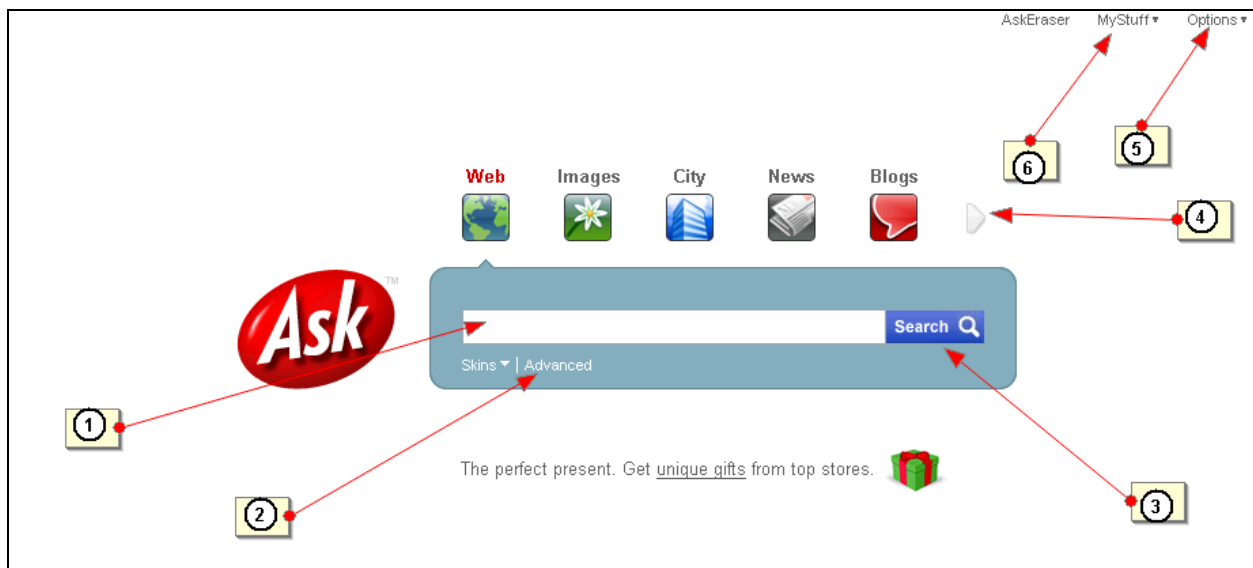 AskEraser MyStuff Options
5
6
Web Images City News Blogs
4
Ask TM
Search
Skins | Advanced
1
The perfect present. Get unique gifts from top stores.
2
3